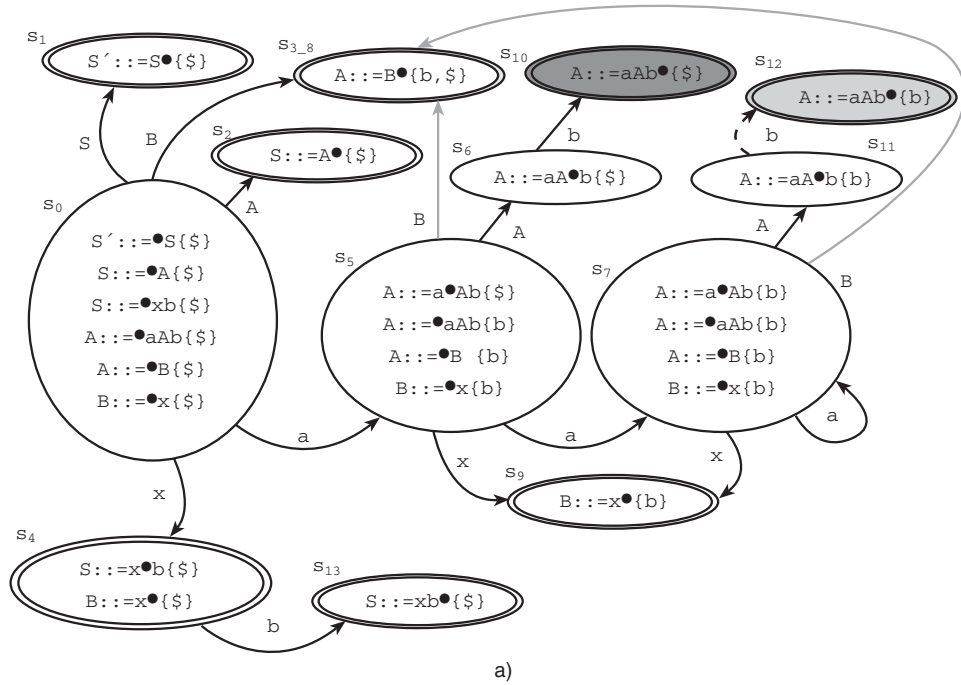 s1
S´::=S●{$}
s3_8
A::=B●{b,$}
s10
A::=aAb●{$}
s12
A::=aAb●{b}
S
B
s2
S::=A●{$}
A
b
s6
A::=aA●b{$}
b
s11
A::=aA●b{b}
s0
S´::=●S{$}
S::=●A{$}
S::=●xb{$}
A::=●aAb{$}
A::=●B{$}
B::=●x{$}
B
A
s5
A::=a●Ab{$}
A::=●aAb{b}
A::=●B {b}
B::=●x{b}
A
B
s7
A::=a●Ab{b}
A::=●aAb{b}
A::=●B{b}
B::=●x{b}
a
a
a
x
x
x
s9
B::=x●{b}
s4
S::=x●b{$}
B::=x●{$}
b
s13
S::=xb●{$}
a)